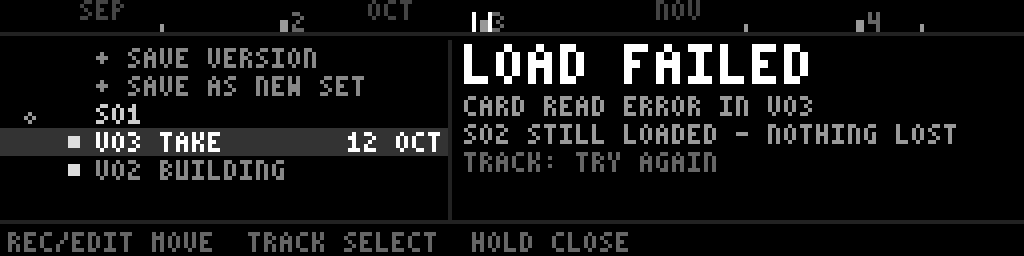 SEP OCT NOV
2 3 4
+ SAVE VERSION
+ SAVE AS NEW SET
S01
V03 TAKE 12 OCT
V02 BUILDING
LOAD FAILED
CARD READ ERROR IN V03
S02 STILL LOADED - NOTHING LOST
TRACK: TRY AGAIN
REC/EDIT MOVE TRACK SELECT HOLD CLOSE